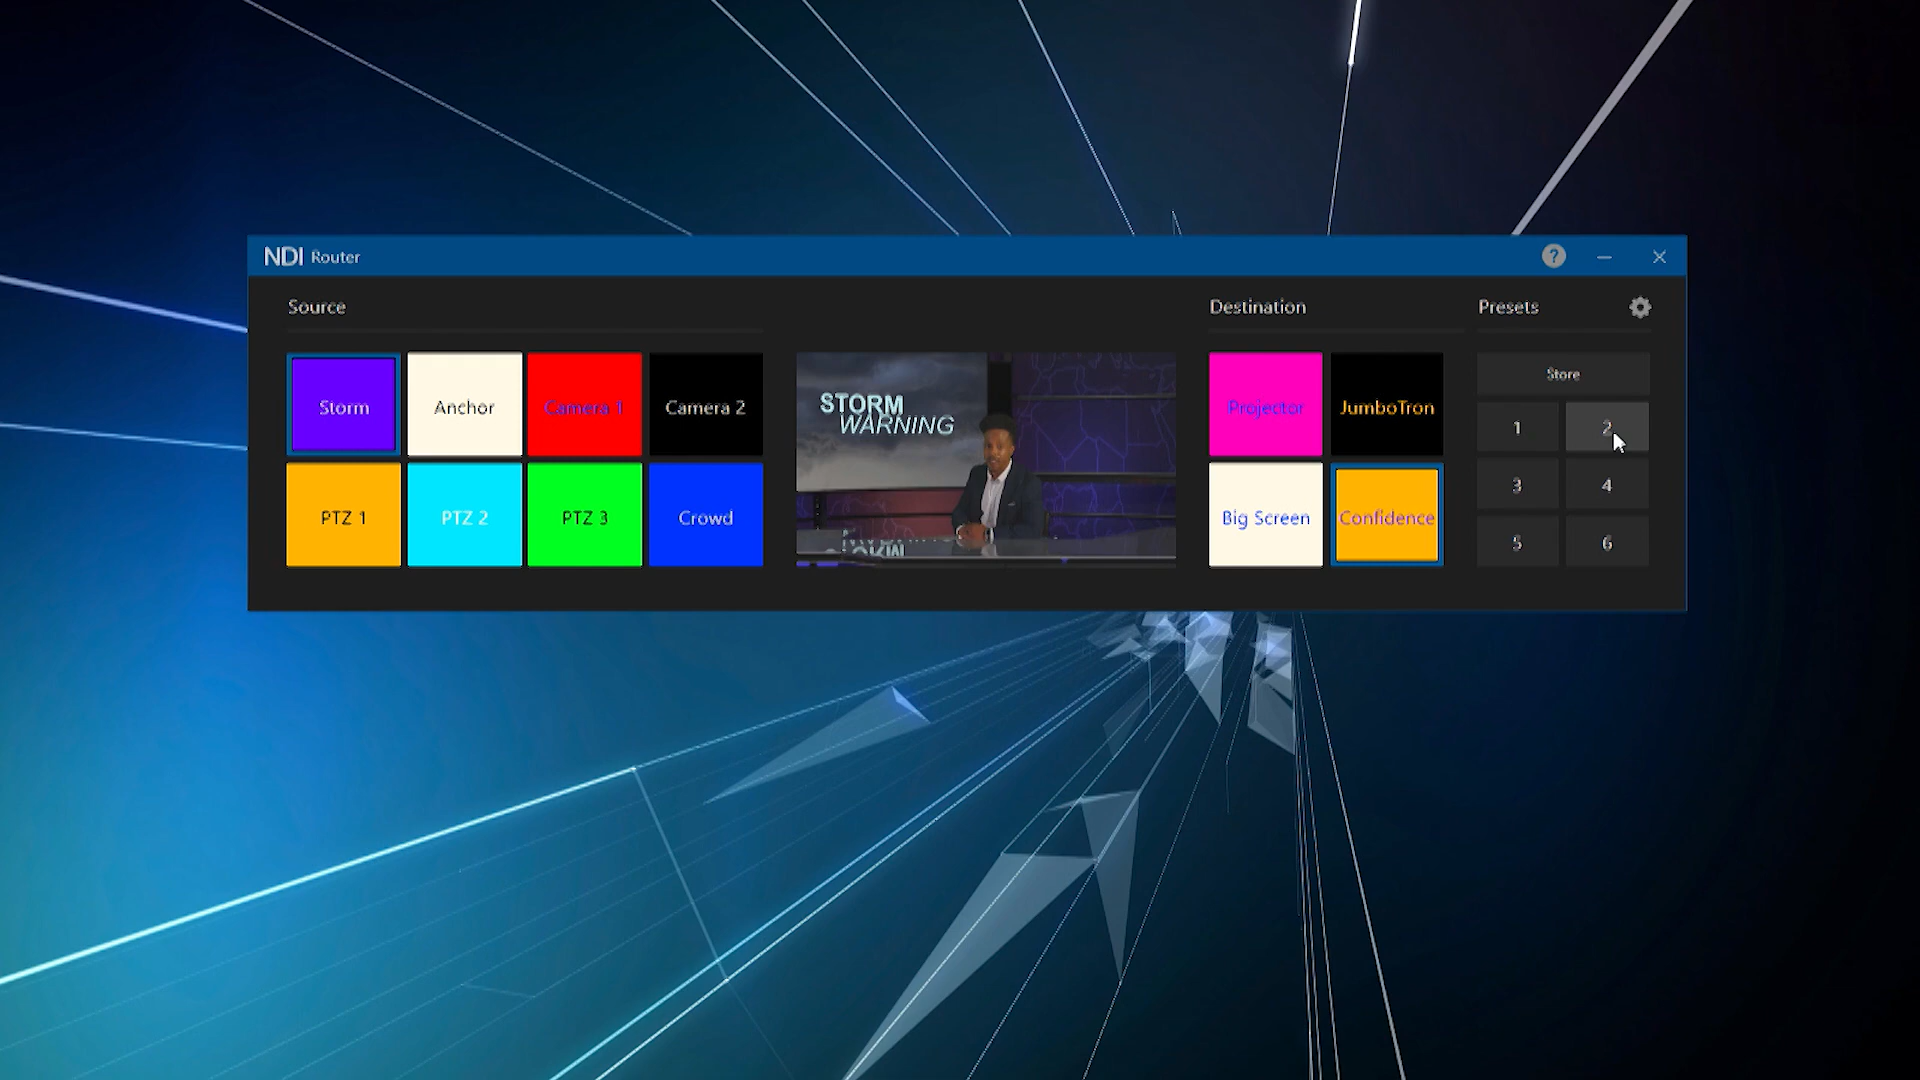 NDI Router
?
Source
Destination
Presets
Storm
Anchor
Camera 1
Camera 2
PTZ 1
PTZ 2
PTZ 3
Crowd
STORM
WARNING
Projector
JumboTron
Big Screen
Confidence
Store
1
2
3
4
5
6